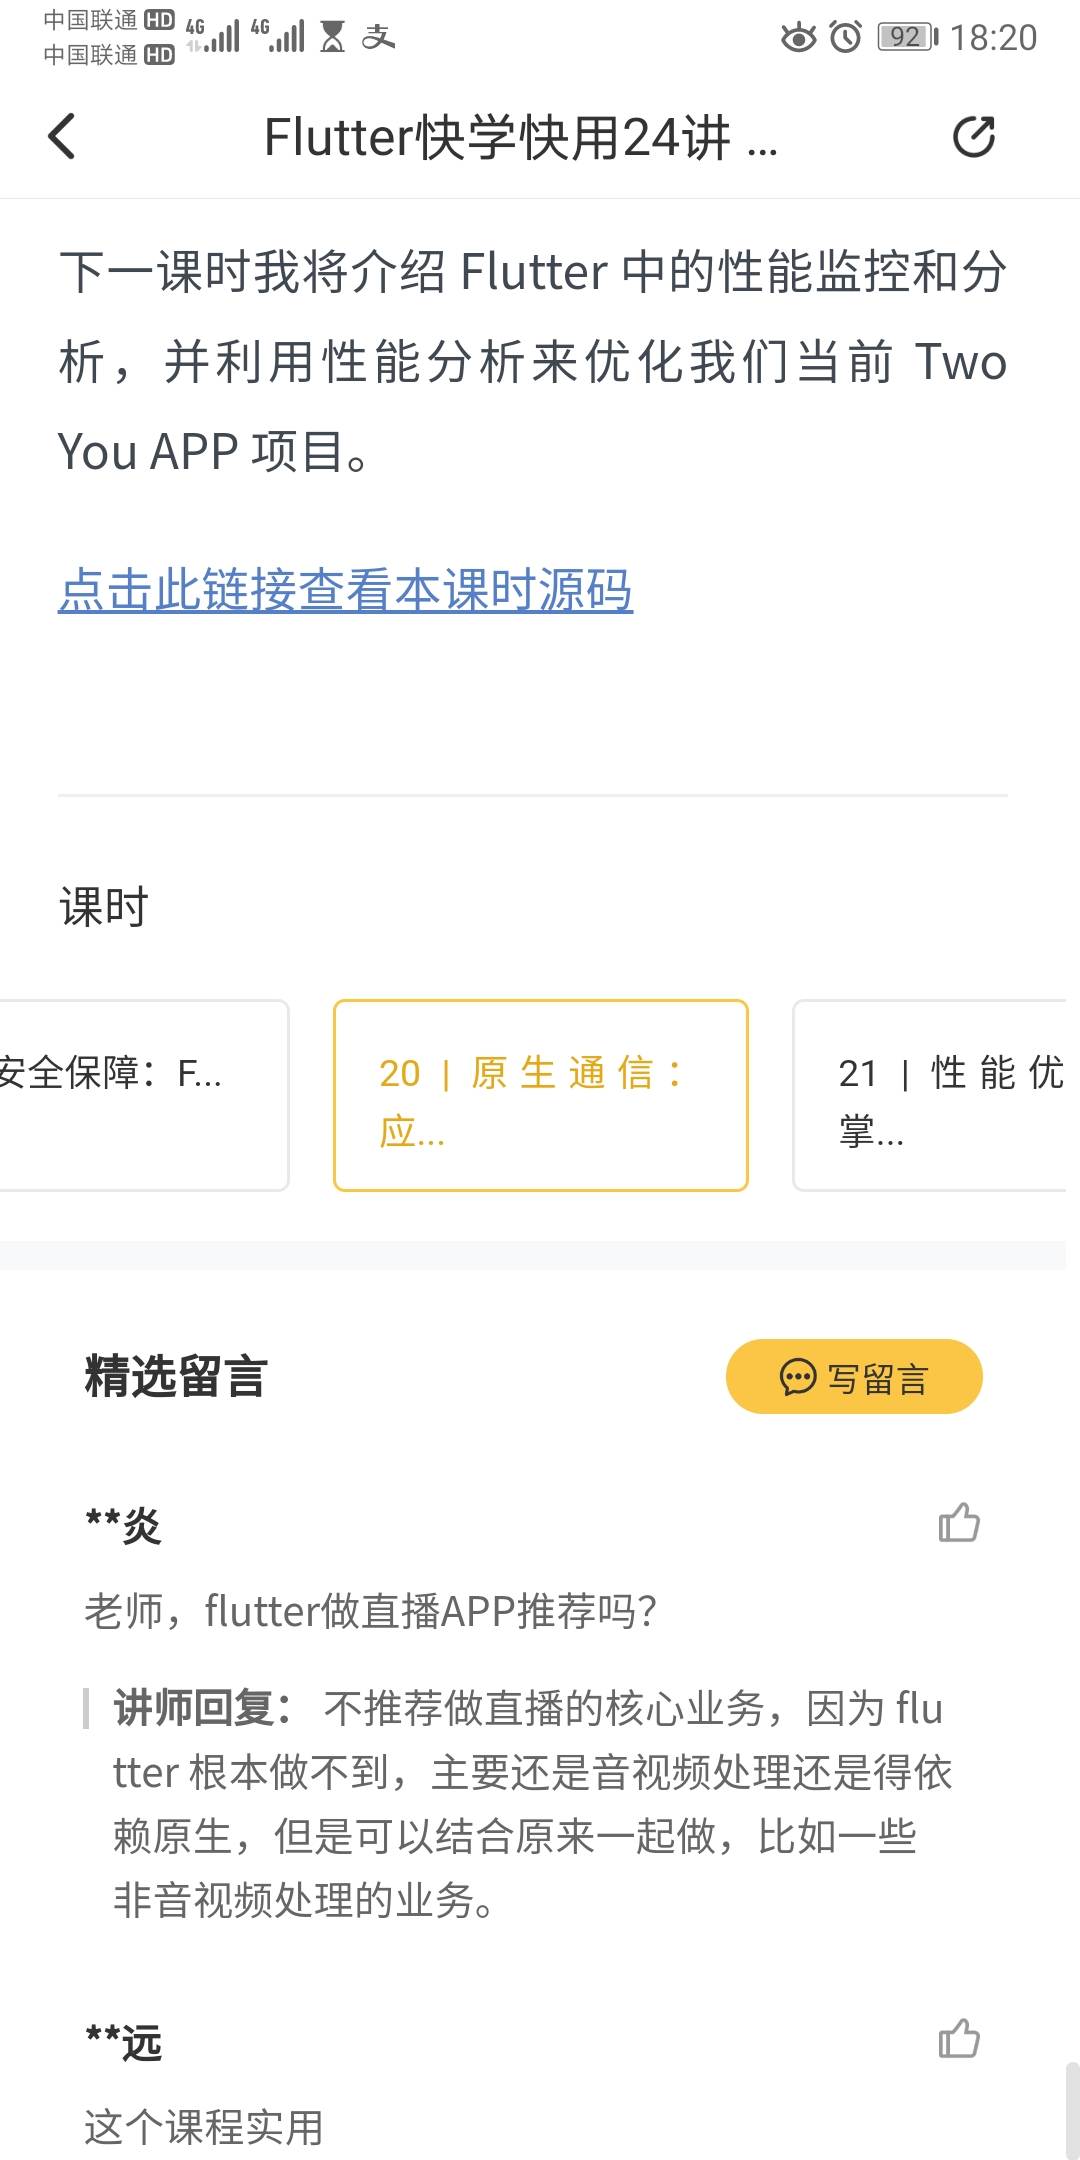 中国联通 HD 4G 4G 92 18:20
中国联通 HD
Flutter快学快用24讲 ...
下一课时我将介绍 Flutter 中的性能监控和分
析，并利用性能分析来优化我们当前 Two
You APP 项目。
点击此链接查看本课时源码
课时
安全保障：F...
20 | 原生通信：
应...
21 | 性能优
掌...
精选留言
写留言
**炎
老师，flutter做直播APP推荐吗？
讲师回复： 不推荐做直播的核心业务，因为 flu
tter 根本做不到，主要还是音视频处理还是得依
赖原生，但是可以结合原来一起做，比如一些
非音视频处理的业务。
**远
这个课程实用